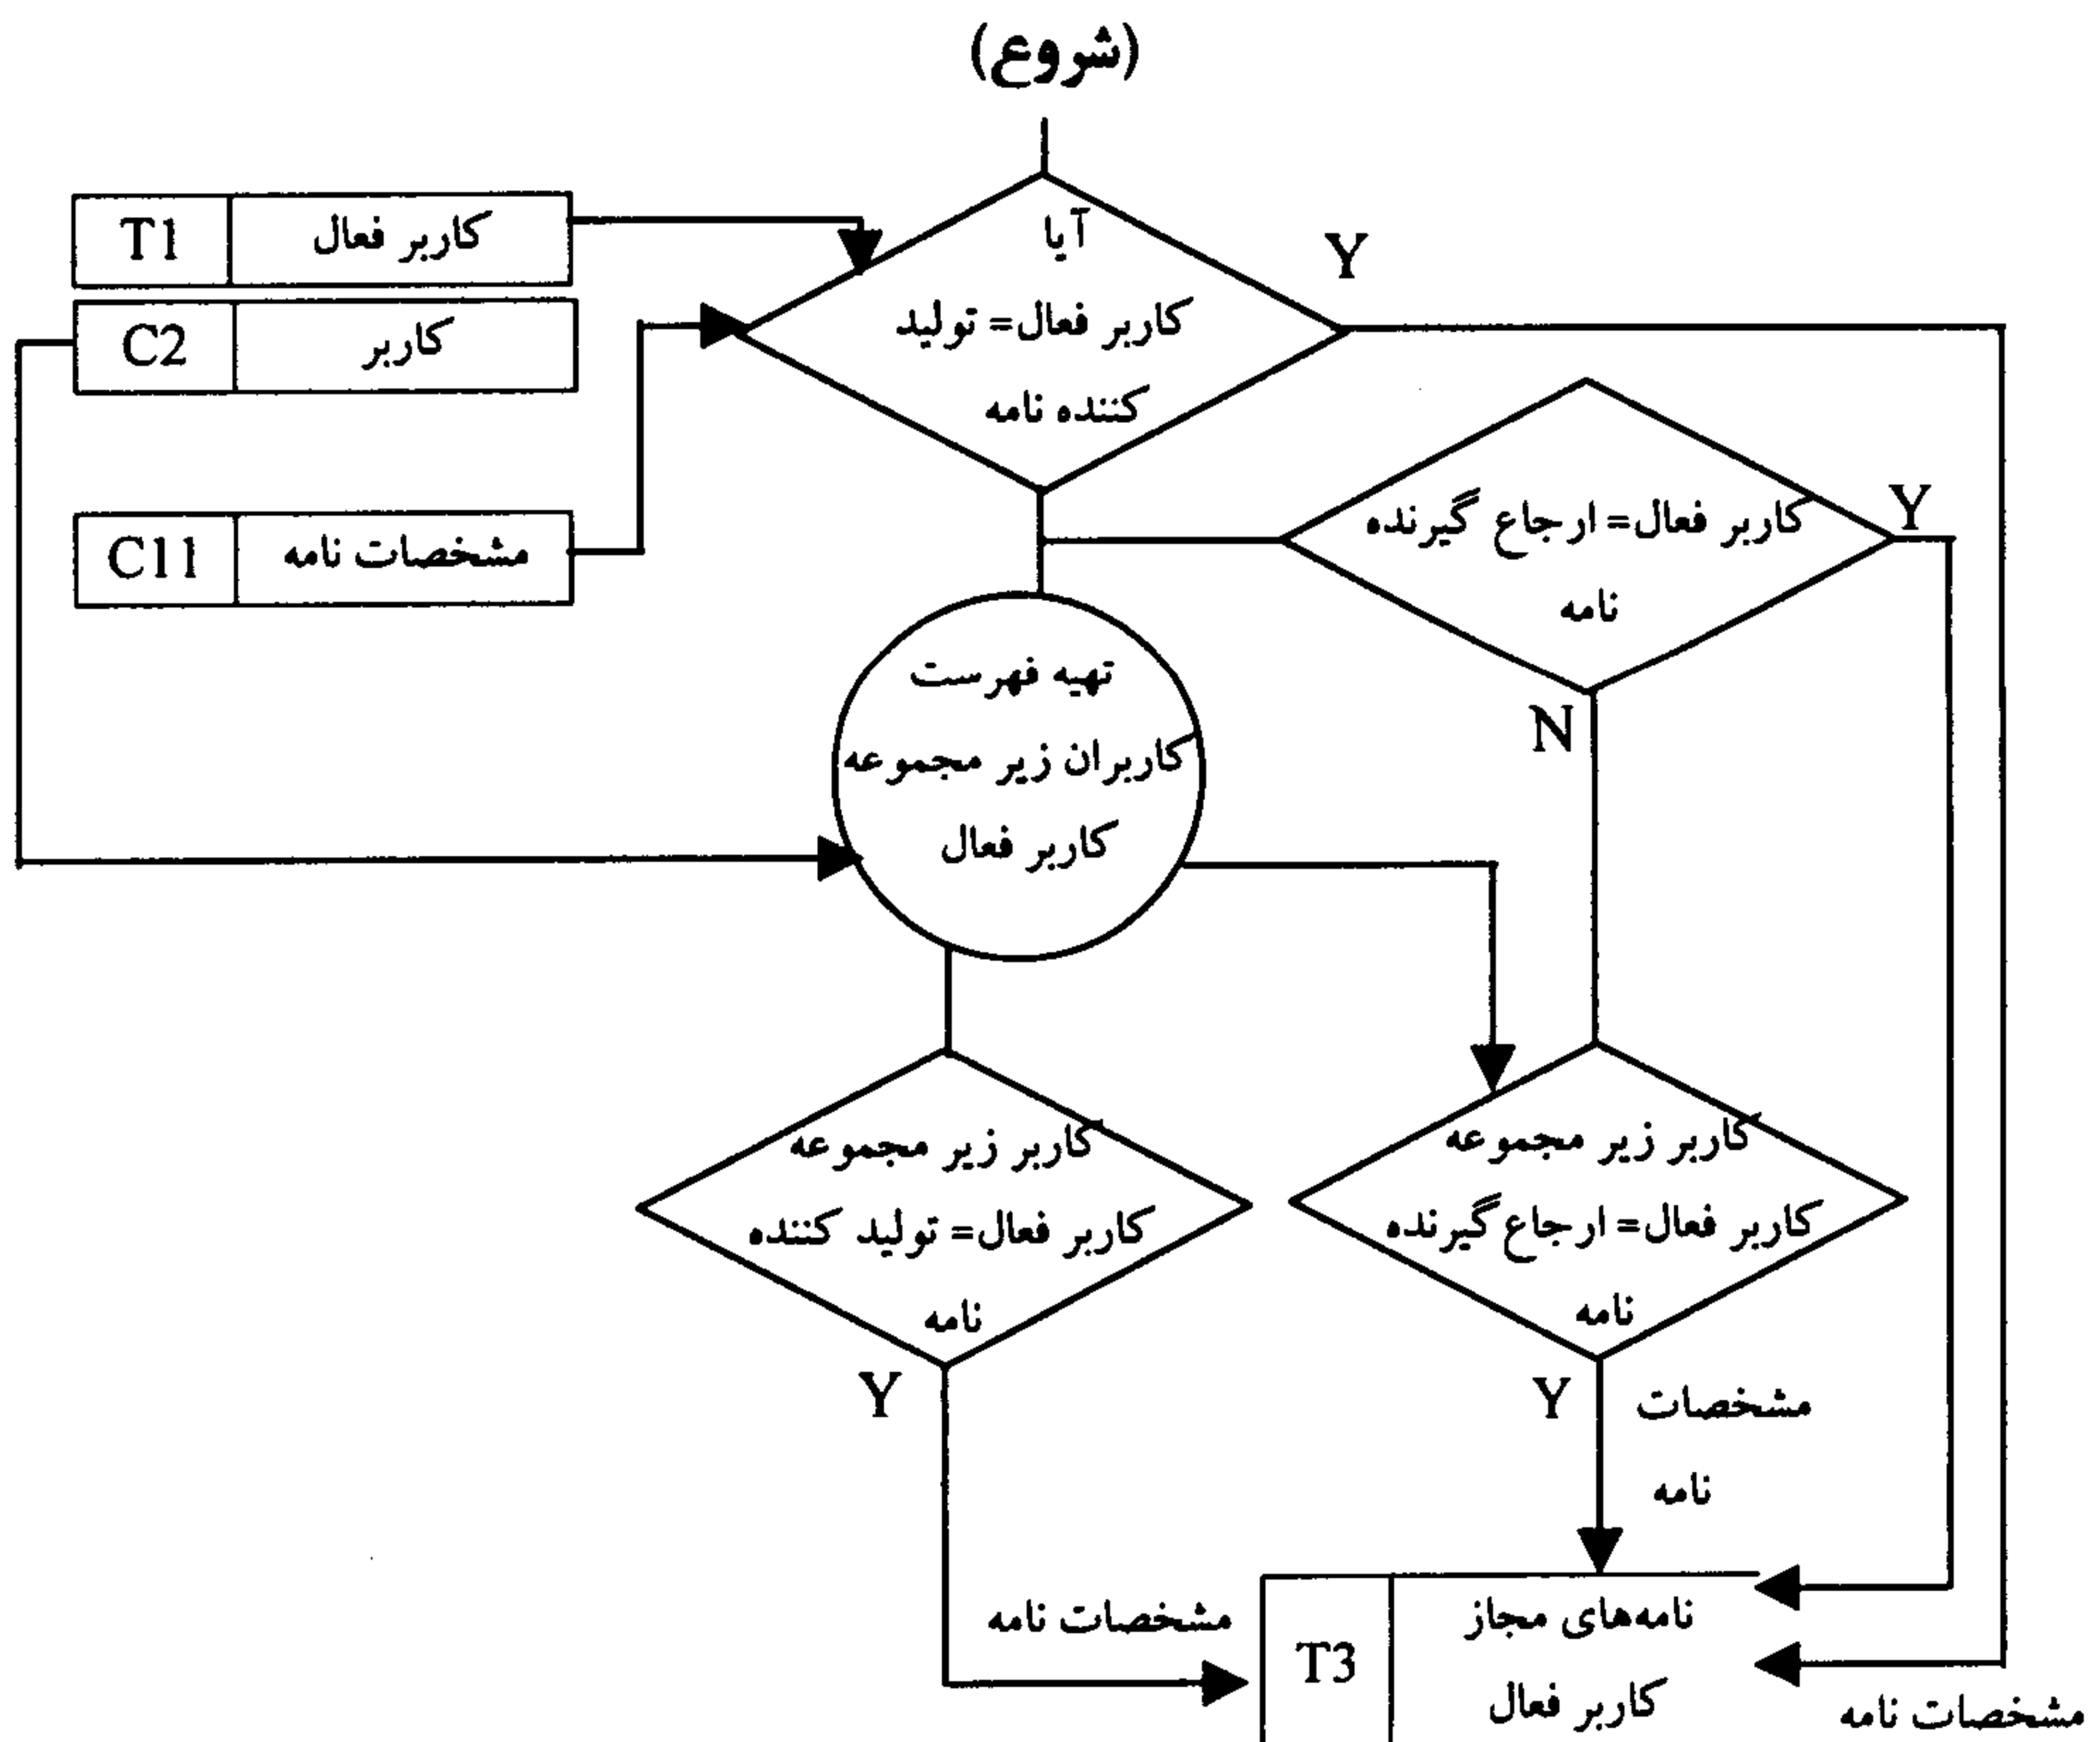 (شروع)
T1
کاربر فعال
C2
کاربر
C11
مشخصات نامه
آیا
کاربر فعال= تولید
کننده نامه
Y
کاربر فعال= ارجاع گیرنده
نامه
Y
N
تهیه فهرست
کاربران زیر مجموعه
کاربر فعال
کاربر زیر مجموعه
کاربر فعال= تولید کننده
نامه
Y
کاربر زیر مجموعه
کاربر فعال= ارجاع گیرنده
نامه
Y
مشخصات
نامه
مشخصات نامه
T3
نامه‌های مجاز
کاربر فعال
مشخصات نامه